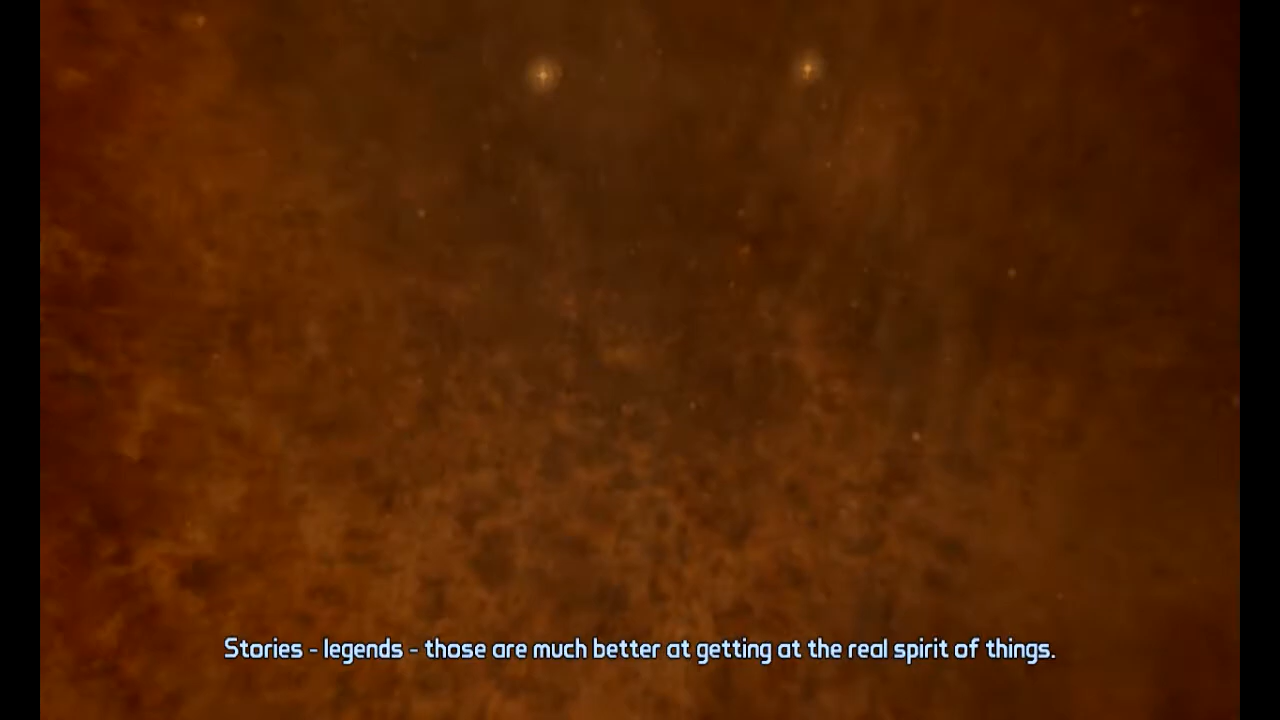 Stories - legends - those are much better at getting at the real spirit of things.